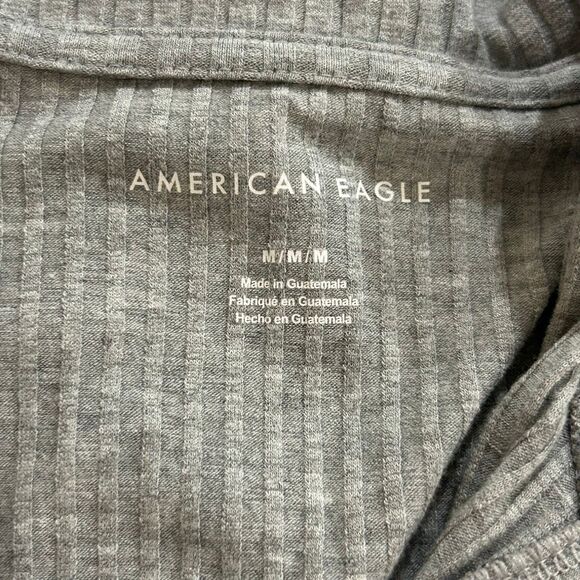 AMERICAN EAGLE
M/M/M
Made in Guatemala
Fabriqué en Guatemala
Hecho en Guatemala